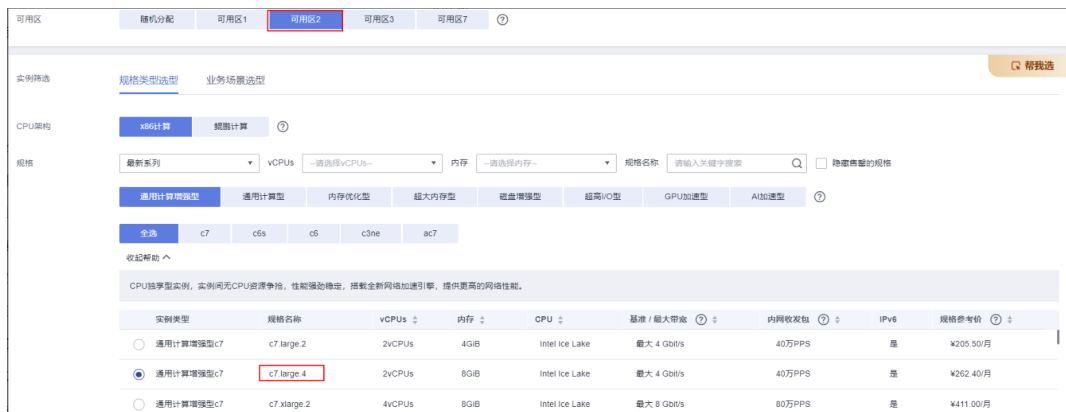 可用区 随机分配 可用区1 可用区2 可用区3 可用区7
帮我选
实例筛选 规格类型选型 业务场景选型
CPU架构 x86计算 鲲鹏计算
规格 最新系列 vCPUs --请选择vCPUs-- 内存 --请选择内存-- 规格名称 请输入关键字搜索 隐藏售罄的规格
通用计算增强型 通用计算型 内存优化型 超大内存型 磁盘增强型 超高I/O型 GPU加速型 AI加速型
全选 c7 c6s c6 c3ne ac7
收起帮助
CPU独享型实例，实例间无CPU资源争抢，性能强劲稳定，搭载全新网络加速引擎，提供更高的网络性能。
实例类型 规格名称 vCPUs 内存 CPU 基准 / 最大带宽 内网收发包 IPv6 规格参考价
通用计算增强型c7 c7.large.2 2vCPUs 4GiB Intel Ice Lake 最大 4 Gbit/s 40万PPS 是 ¥205.50/月
通用计算增强型c7 c7.large.4 2vCPUs 8GiB Intel Ice Lake 最大 4 Gbit/s 40万PPS 是 ¥262.40/月
通用计算增强型c7 c7.xlarge.2 4vCPUs 8GiB Intel Ice Lake 最大 8 Gbit/s 80万PPS 是 ¥411.00/月